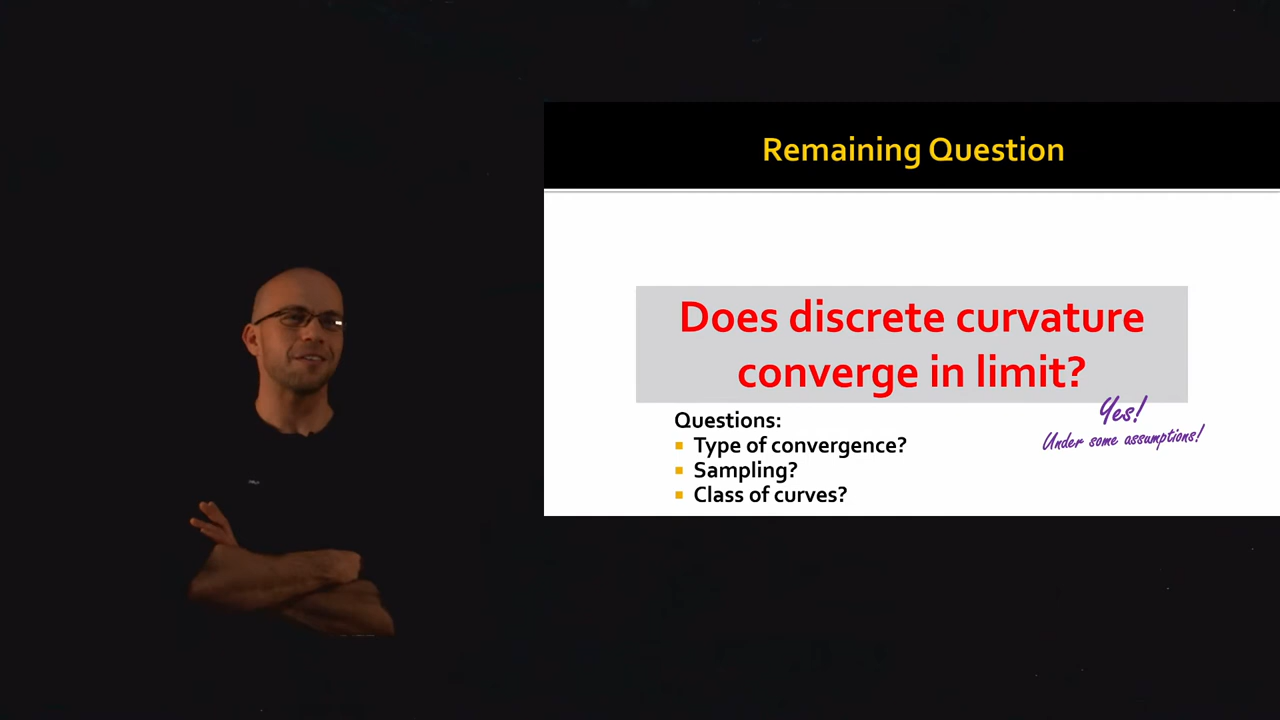 Remaining Question
Does discrete curvature
converge in limit?
Yes!
Under some assumptions!
Questions:
Type of convergence?
Sampling?
Class of curves?